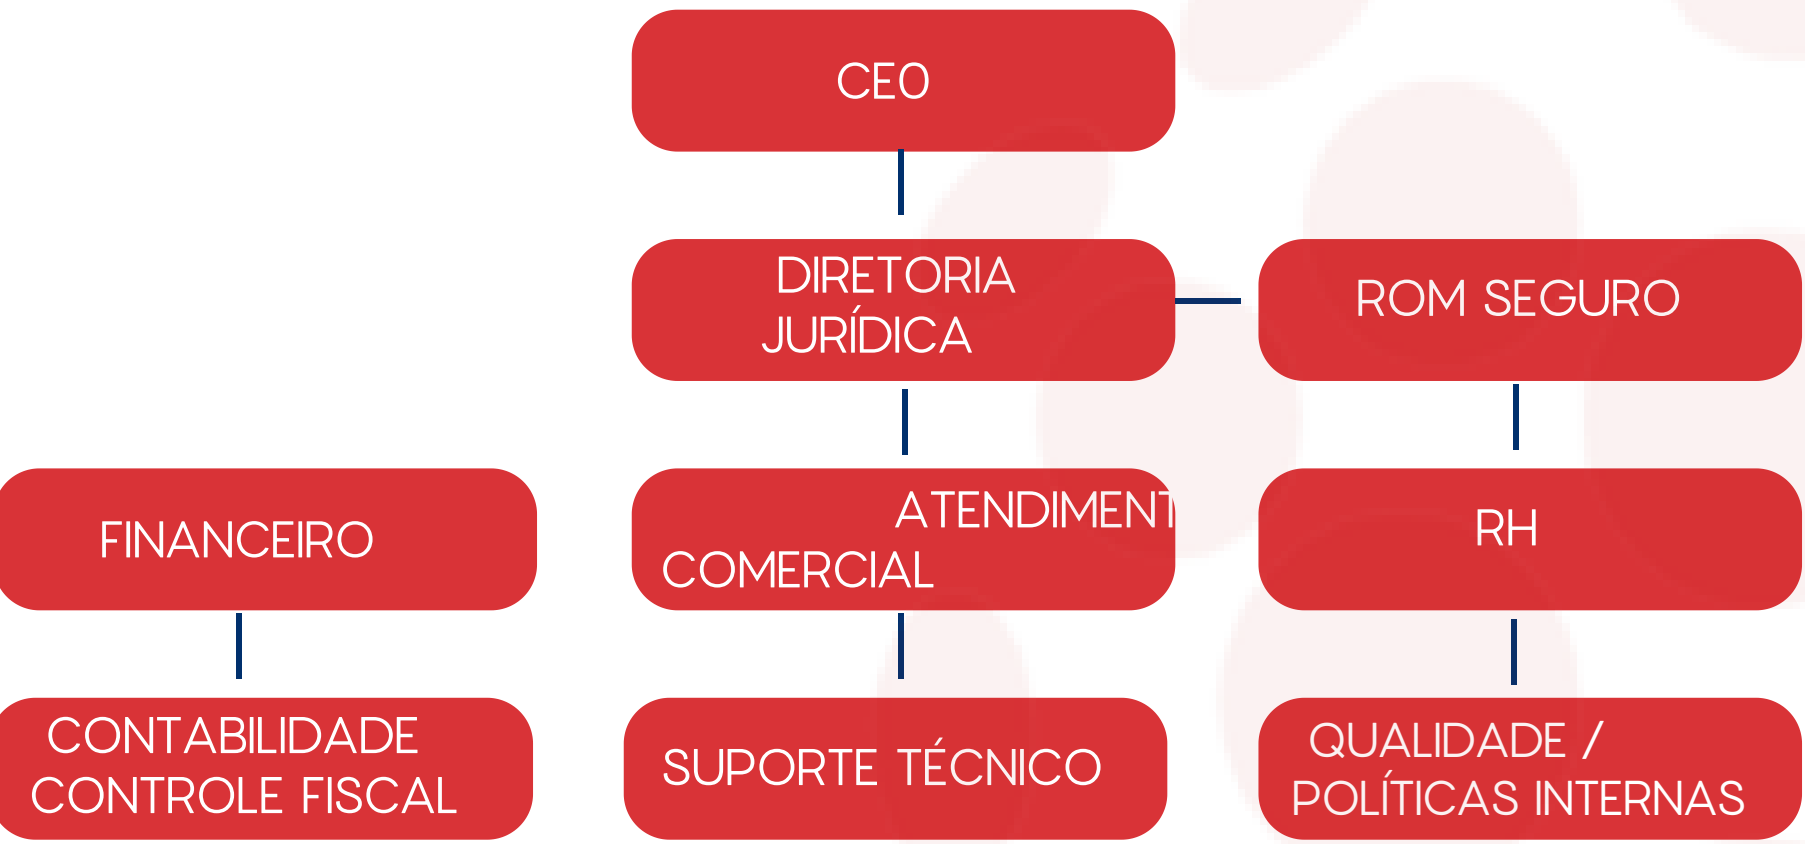 CEO
DIRETORIA
JURÍDICA
ROM SEGURO
FINANCEIRO
ATENDIMENT
COMERCIAL
RH
CONTABILIDADE
CONTROLE FISCAL
SUPORTE TÉCNICO
QUALIDADE /
POLÍTICAS INTERNAS